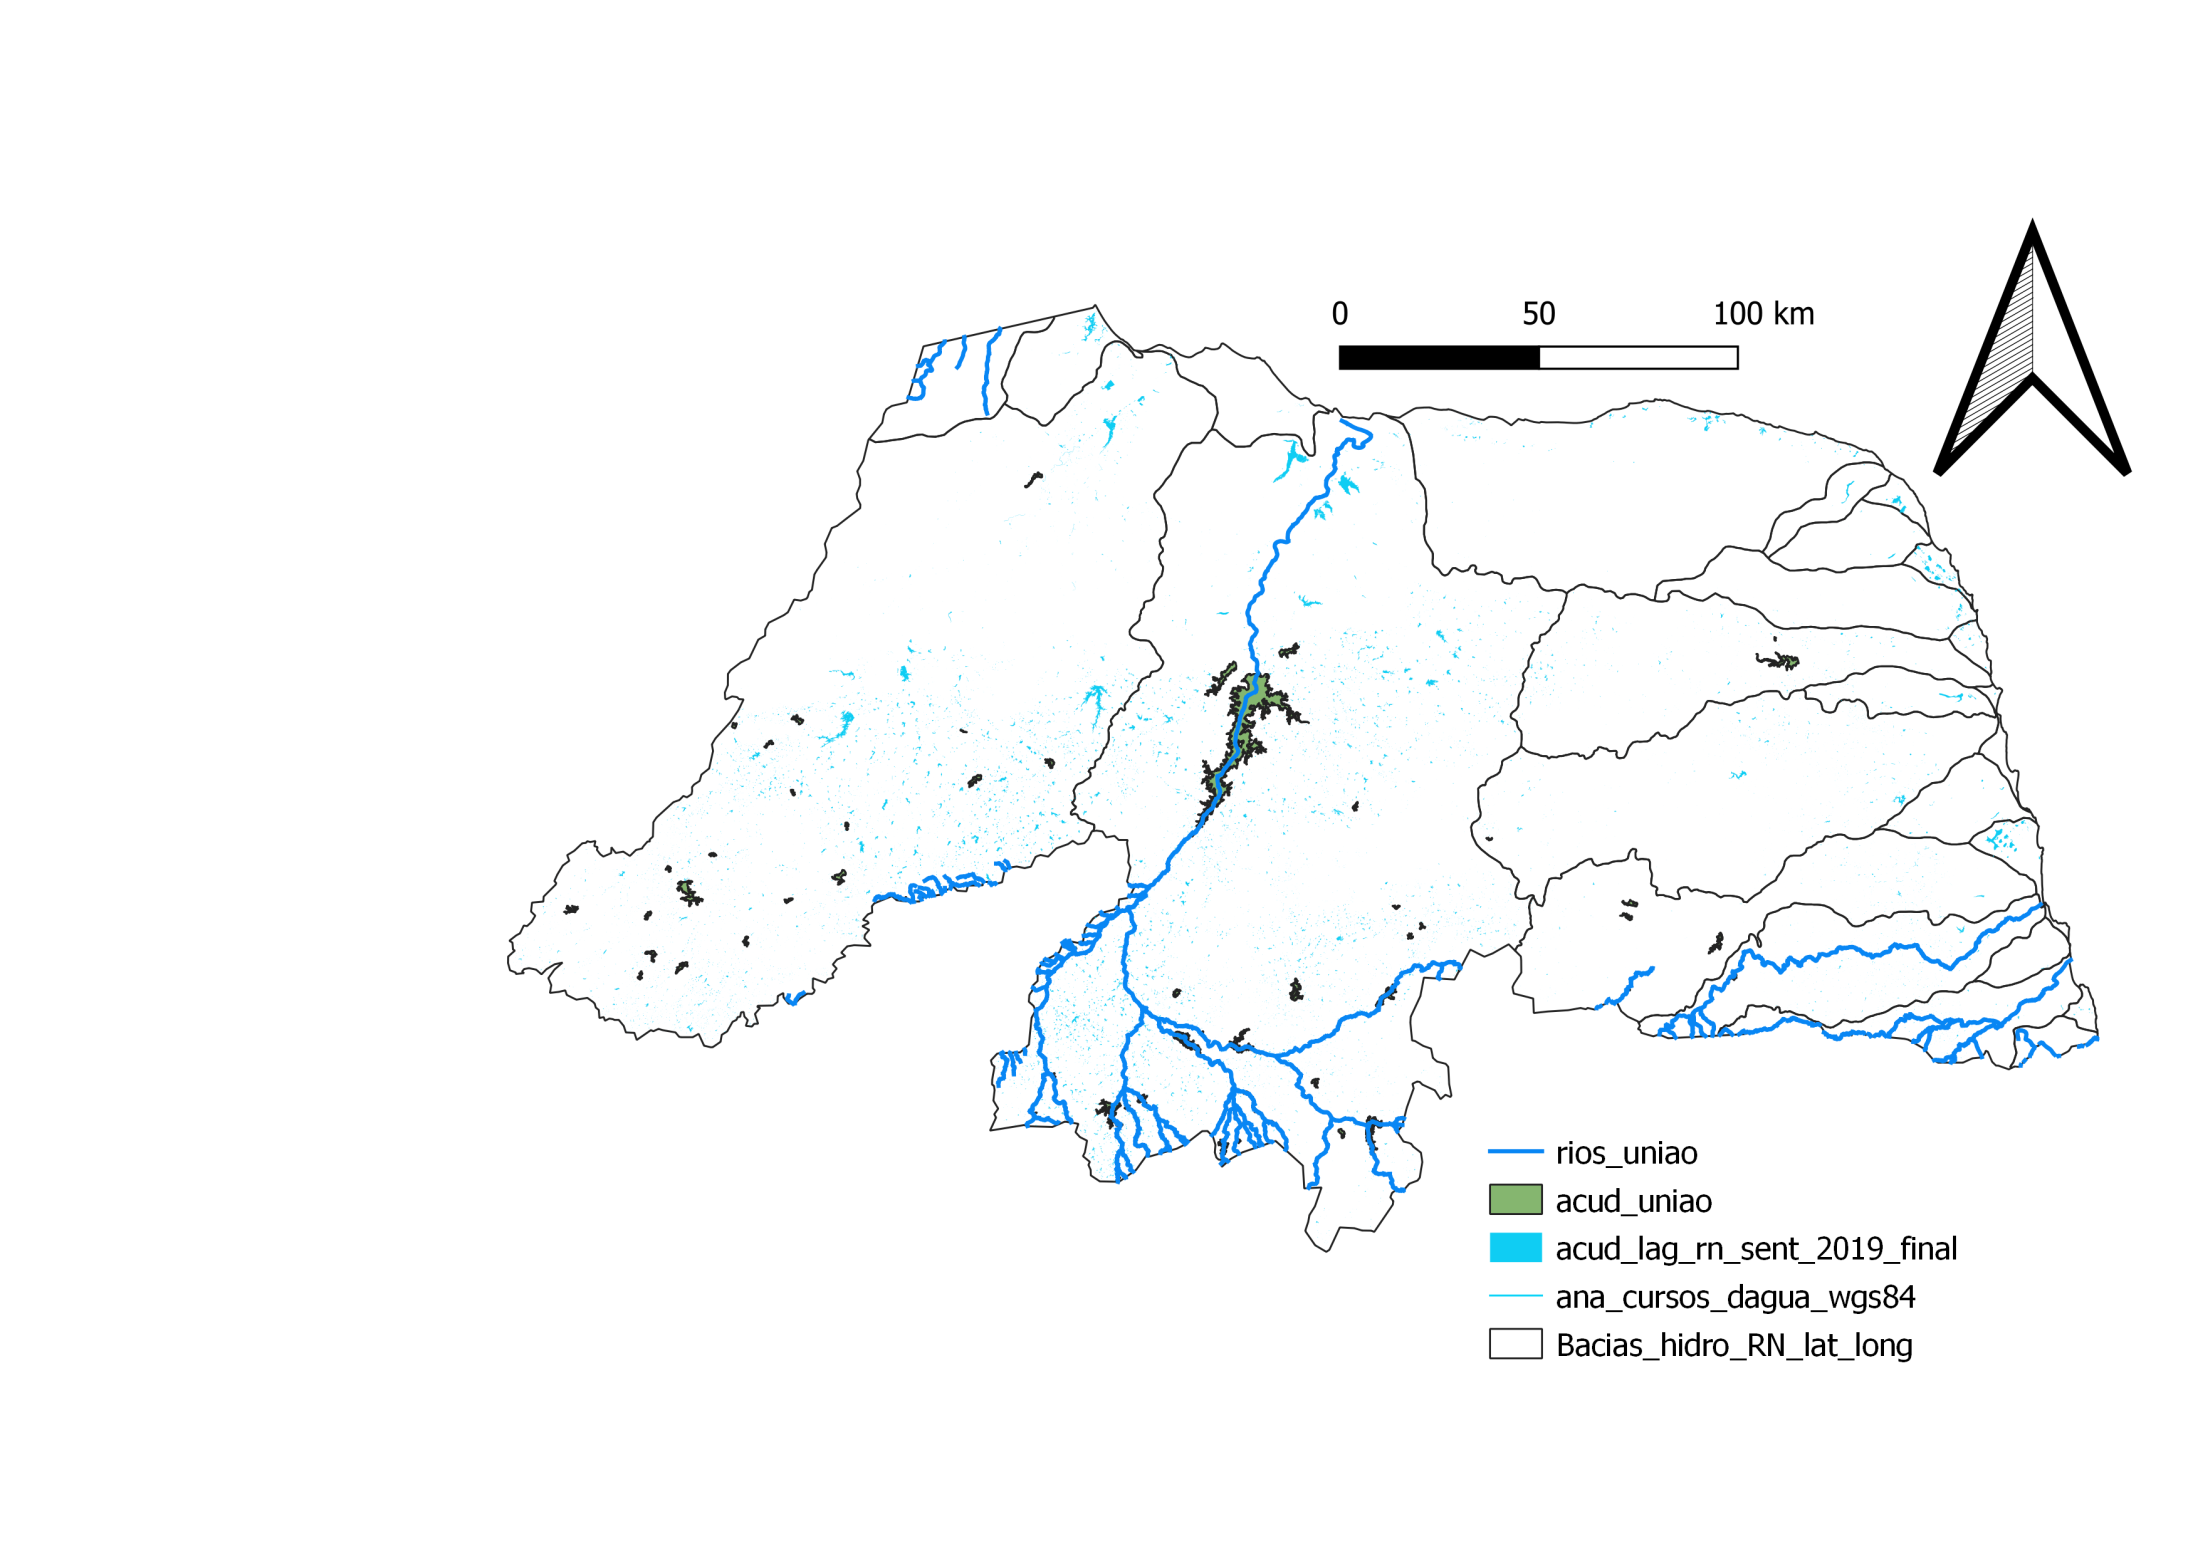 0 50 100 km
rios_uniao
acud_uniao
acud_lag_rn_sent_2019_final
ana_cursos_dagua_wgs84
Bacias_hidro_RN_lat_long